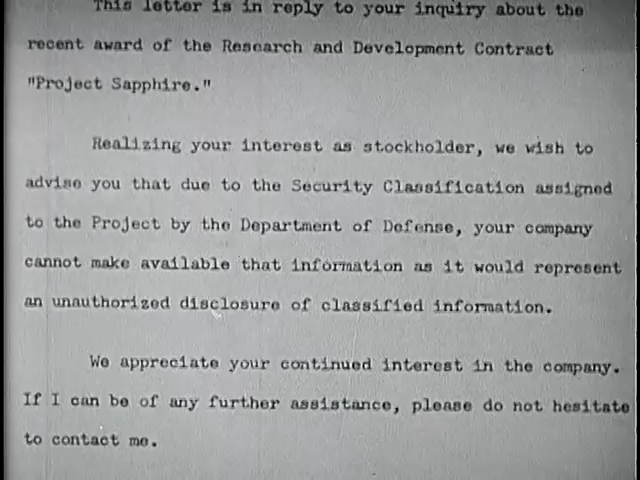 This letter is in reply to your inquiry about the
recent award of the Research and Development Contract
"Project Sapphire."
Realizing your interest as stockholder, we wish to
advise you that due to the Security Classification assigned
to the Project by the Department of Defense, your company
cannot make available that information as it would represent
an unauthorized disclosure of classified information.
We appreciate your continued interest in the company.
If I can be of any further assistance, please do not hesitate
to contact me.